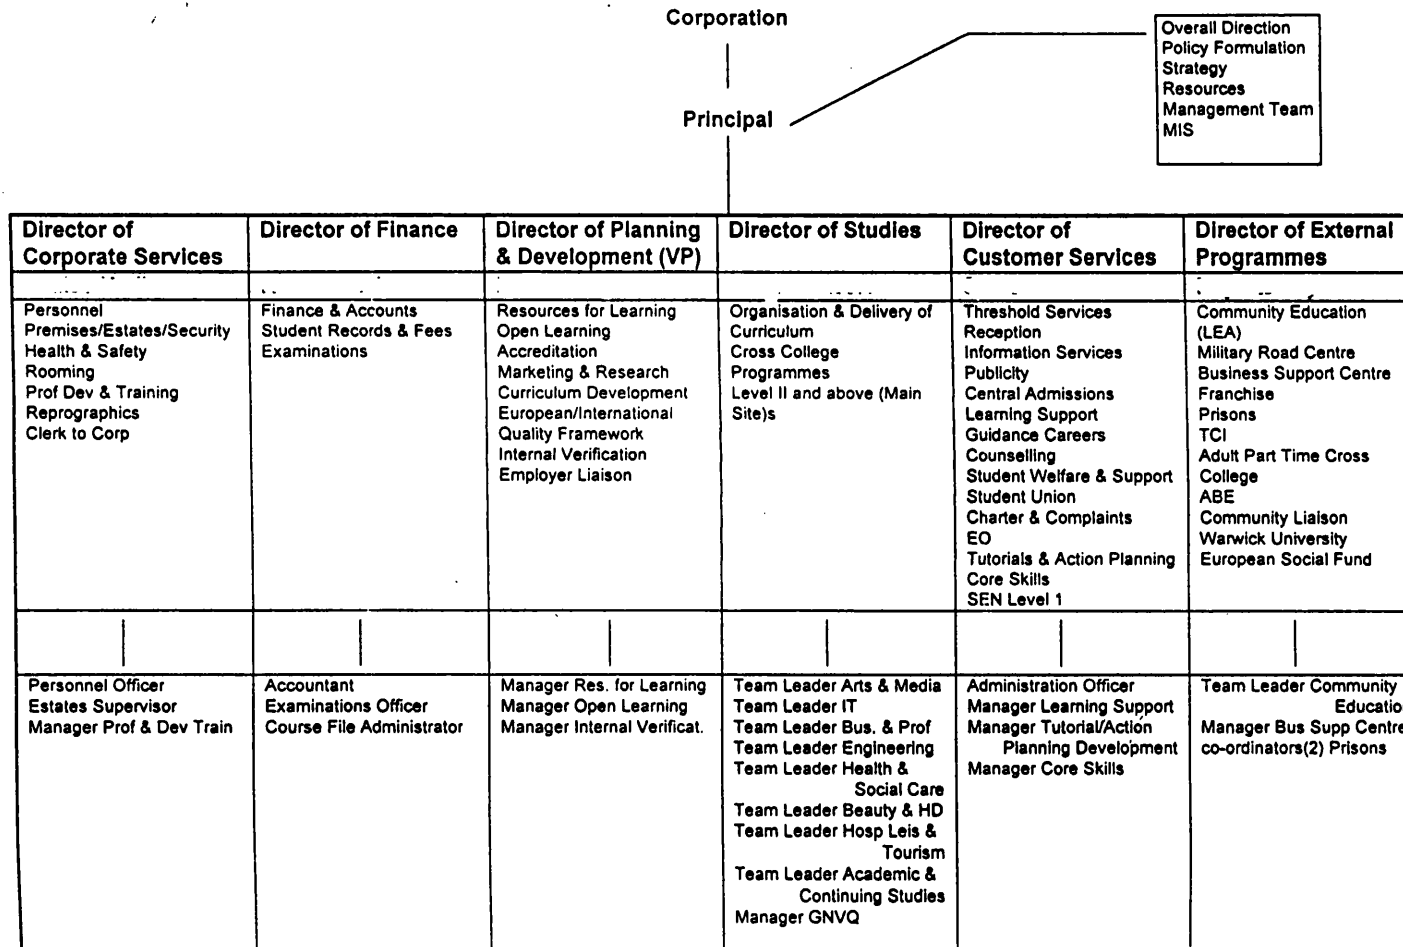 Corporation
Overall Direction
Policy Formulation
Strategy
Resources
Management Team
MIS
Principal
Director of
Corporate Services
Director of Finance
Director of Planning
& Development (VP)
Director of Studies
Director of
Customer Services
Director of External
Programmes
Personnel
Premises/Estates/Security
Health & Safety
Rooming
Prof Dev & Training
Reprographics
Clerk to Corp
Finance & Accounts
Student Records & Fees
Examinations
Resources for Learning
Open Learning
Accreditation
Marketing & Research
Curriculum Development
European/International
Quality Framework
Internal Verification
Employer Liaison
Organisation & Delivery of
Curriculum
Cross College
Programmes
Level II and above (Main
Site)s
Threshold Services
Reception
Information Services
Publicity
Central Admissions
Learning Support
Guidance Careers
Counselling
Student Welfare & Support
Student Union
Charter & Complaints
EO
Tutorials & Action Planning
Core Skills
SEN Level 1
Community Education
(LEA)
Military Road Centre
Business Support Centre
Franchise
Prisons
TCI
Adult Part Time Cross
College
ABE
Community Liaison
Warwick University
European Social Fund
Personnel Officer
Estates Supervisor
Manager Prof & Dev Train
Accountant
Examinations Officer
Course File Administrator
Manager Res. for Learning
Manager Open Learning
Manager Internal Verificat.
Team Leader Arts & Media
Team Leader IT
Team Leader Bus. & Prof
Team Leader Engineering
Team Leader Health &
Social Care
Team Leader Beauty & HD
Team Leader Hosp Leis &
Tourism
Team Leader Academic &
Continuing Studies
Manager GNVQ
Administration Officer
Manager Learning Support
Manager Tutorial/Action
Planning Development
Manager Core Skills
Team Leader Community
Educatio
Manager Bus Supp Centre
co-ordinators(2) Prisons